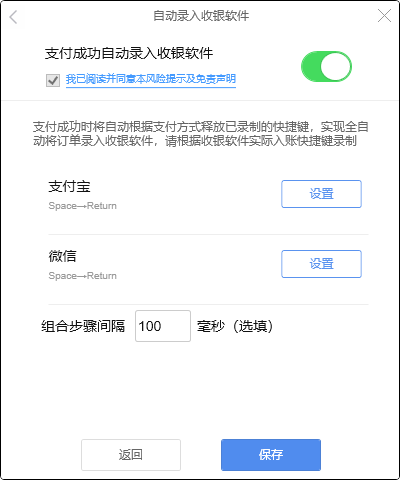 自动录入收银软件
支付成功自动录入收银软件
我已阅读并同意本风险提示及免责声明
支付成功时将自动根据支付方式释放已录制的快捷键，实现全自
动将订单录入收银软件，请根据收银软件实际入账快捷键录制
支付宝
设置
Space→Return
微信
设置
Space→Return
组合步骤间隔 100 毫秒（选填）
返回 保存